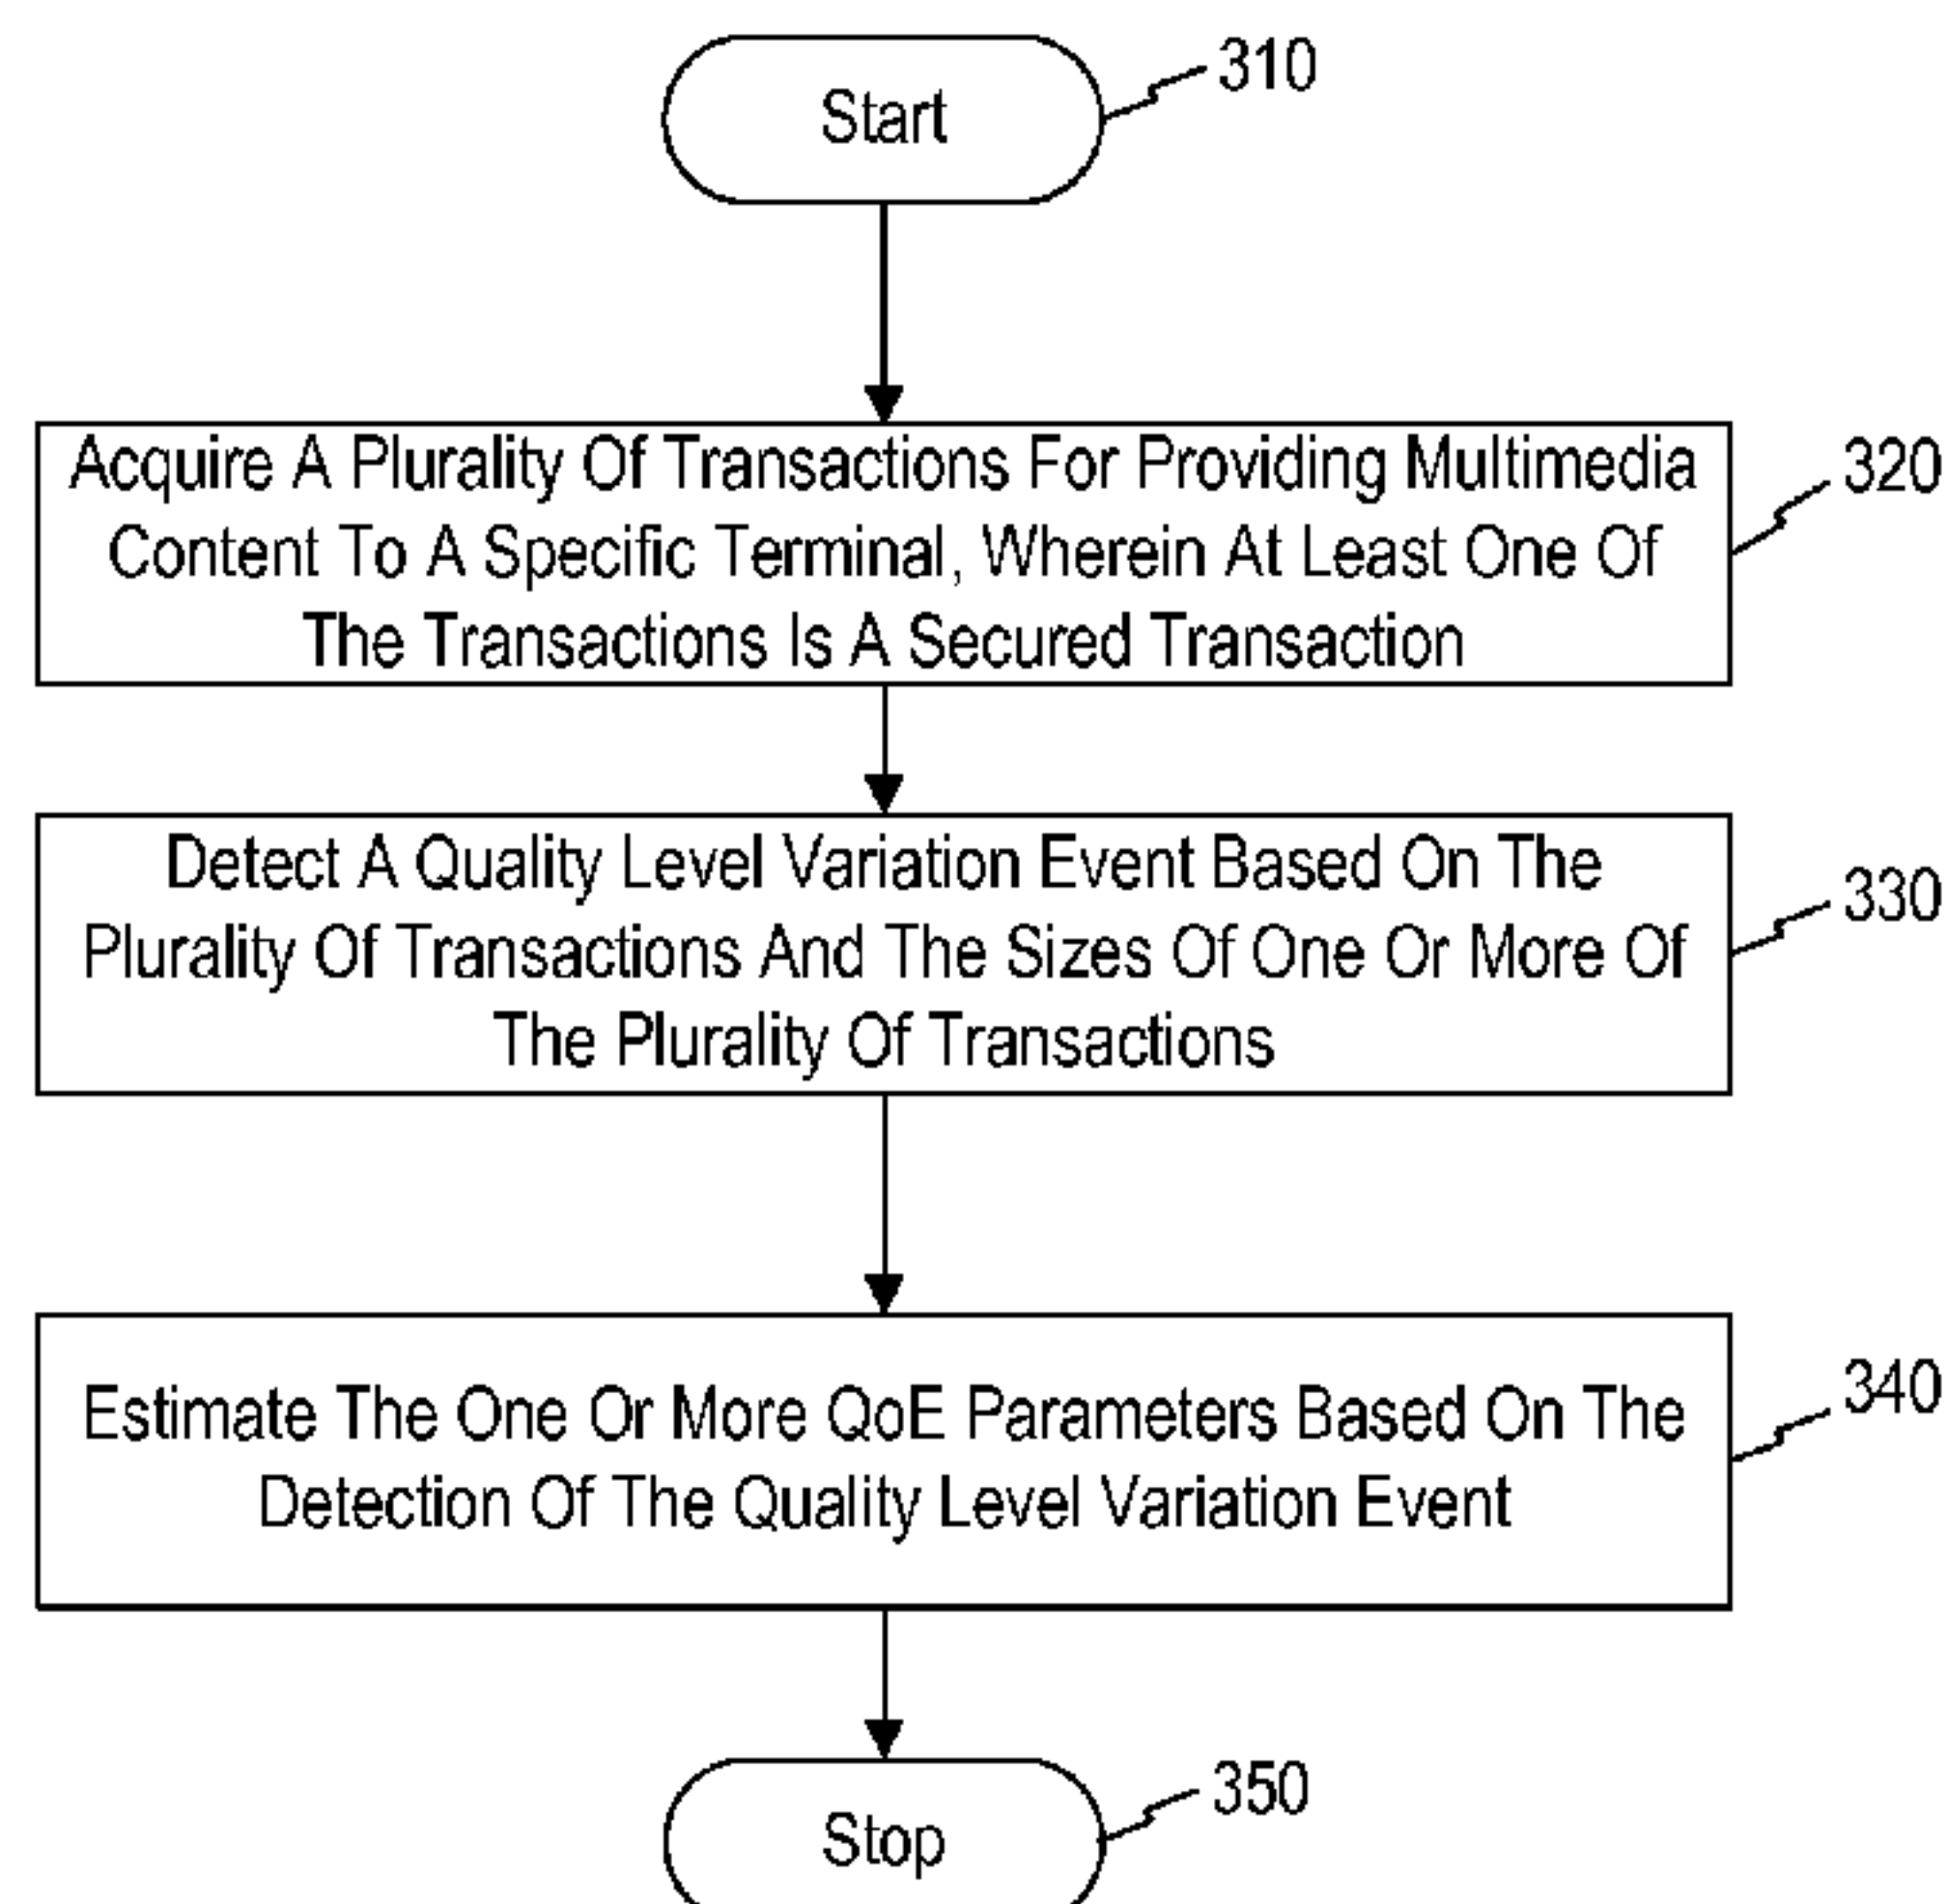 Start
310
Acquire A Plurality Of Transactions For Providing Multimedia
Content To A Specific Terminal, Wherein At Least One Of
The Transactions Is A Secured Transaction
320
Detect A Quality Level Variation Event Based On The
Plurality Of Transactions And The Sizes Of One Or More Of
The Plurality Of Transactions
330
Estimate The One Or More QoE Parameters Based On The
Detection Of The Quality Level Variation Event
340
Stop
350